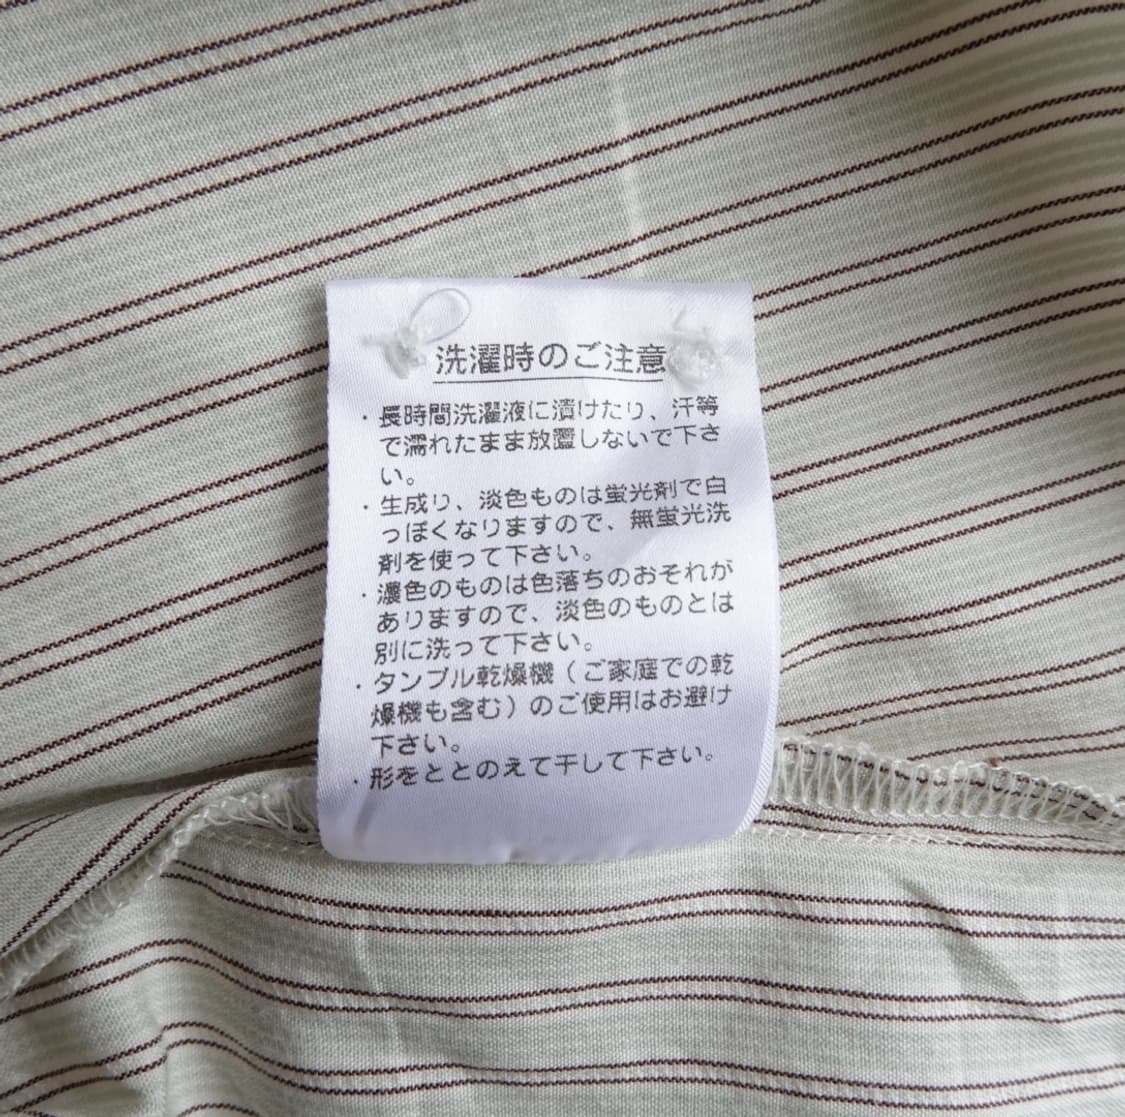 洗濯時のご注意
・長時間洗濯液に漬けたり、汗等
で濡れたまま放置しないで下さ
い。
・生成り、淡色ものは蛍光剤で白
っぽくなりますので、無蛍光洗
剤を使って下さい。
・濃色のものは色落ちのおそれが
ありますので、淡色のものとは
別に洗って下さい。
・タンブル乾燥機（ご家庭での乾
燥機も含む）のご使用はお避け
下さい。
・形をととのえて干して下さい。